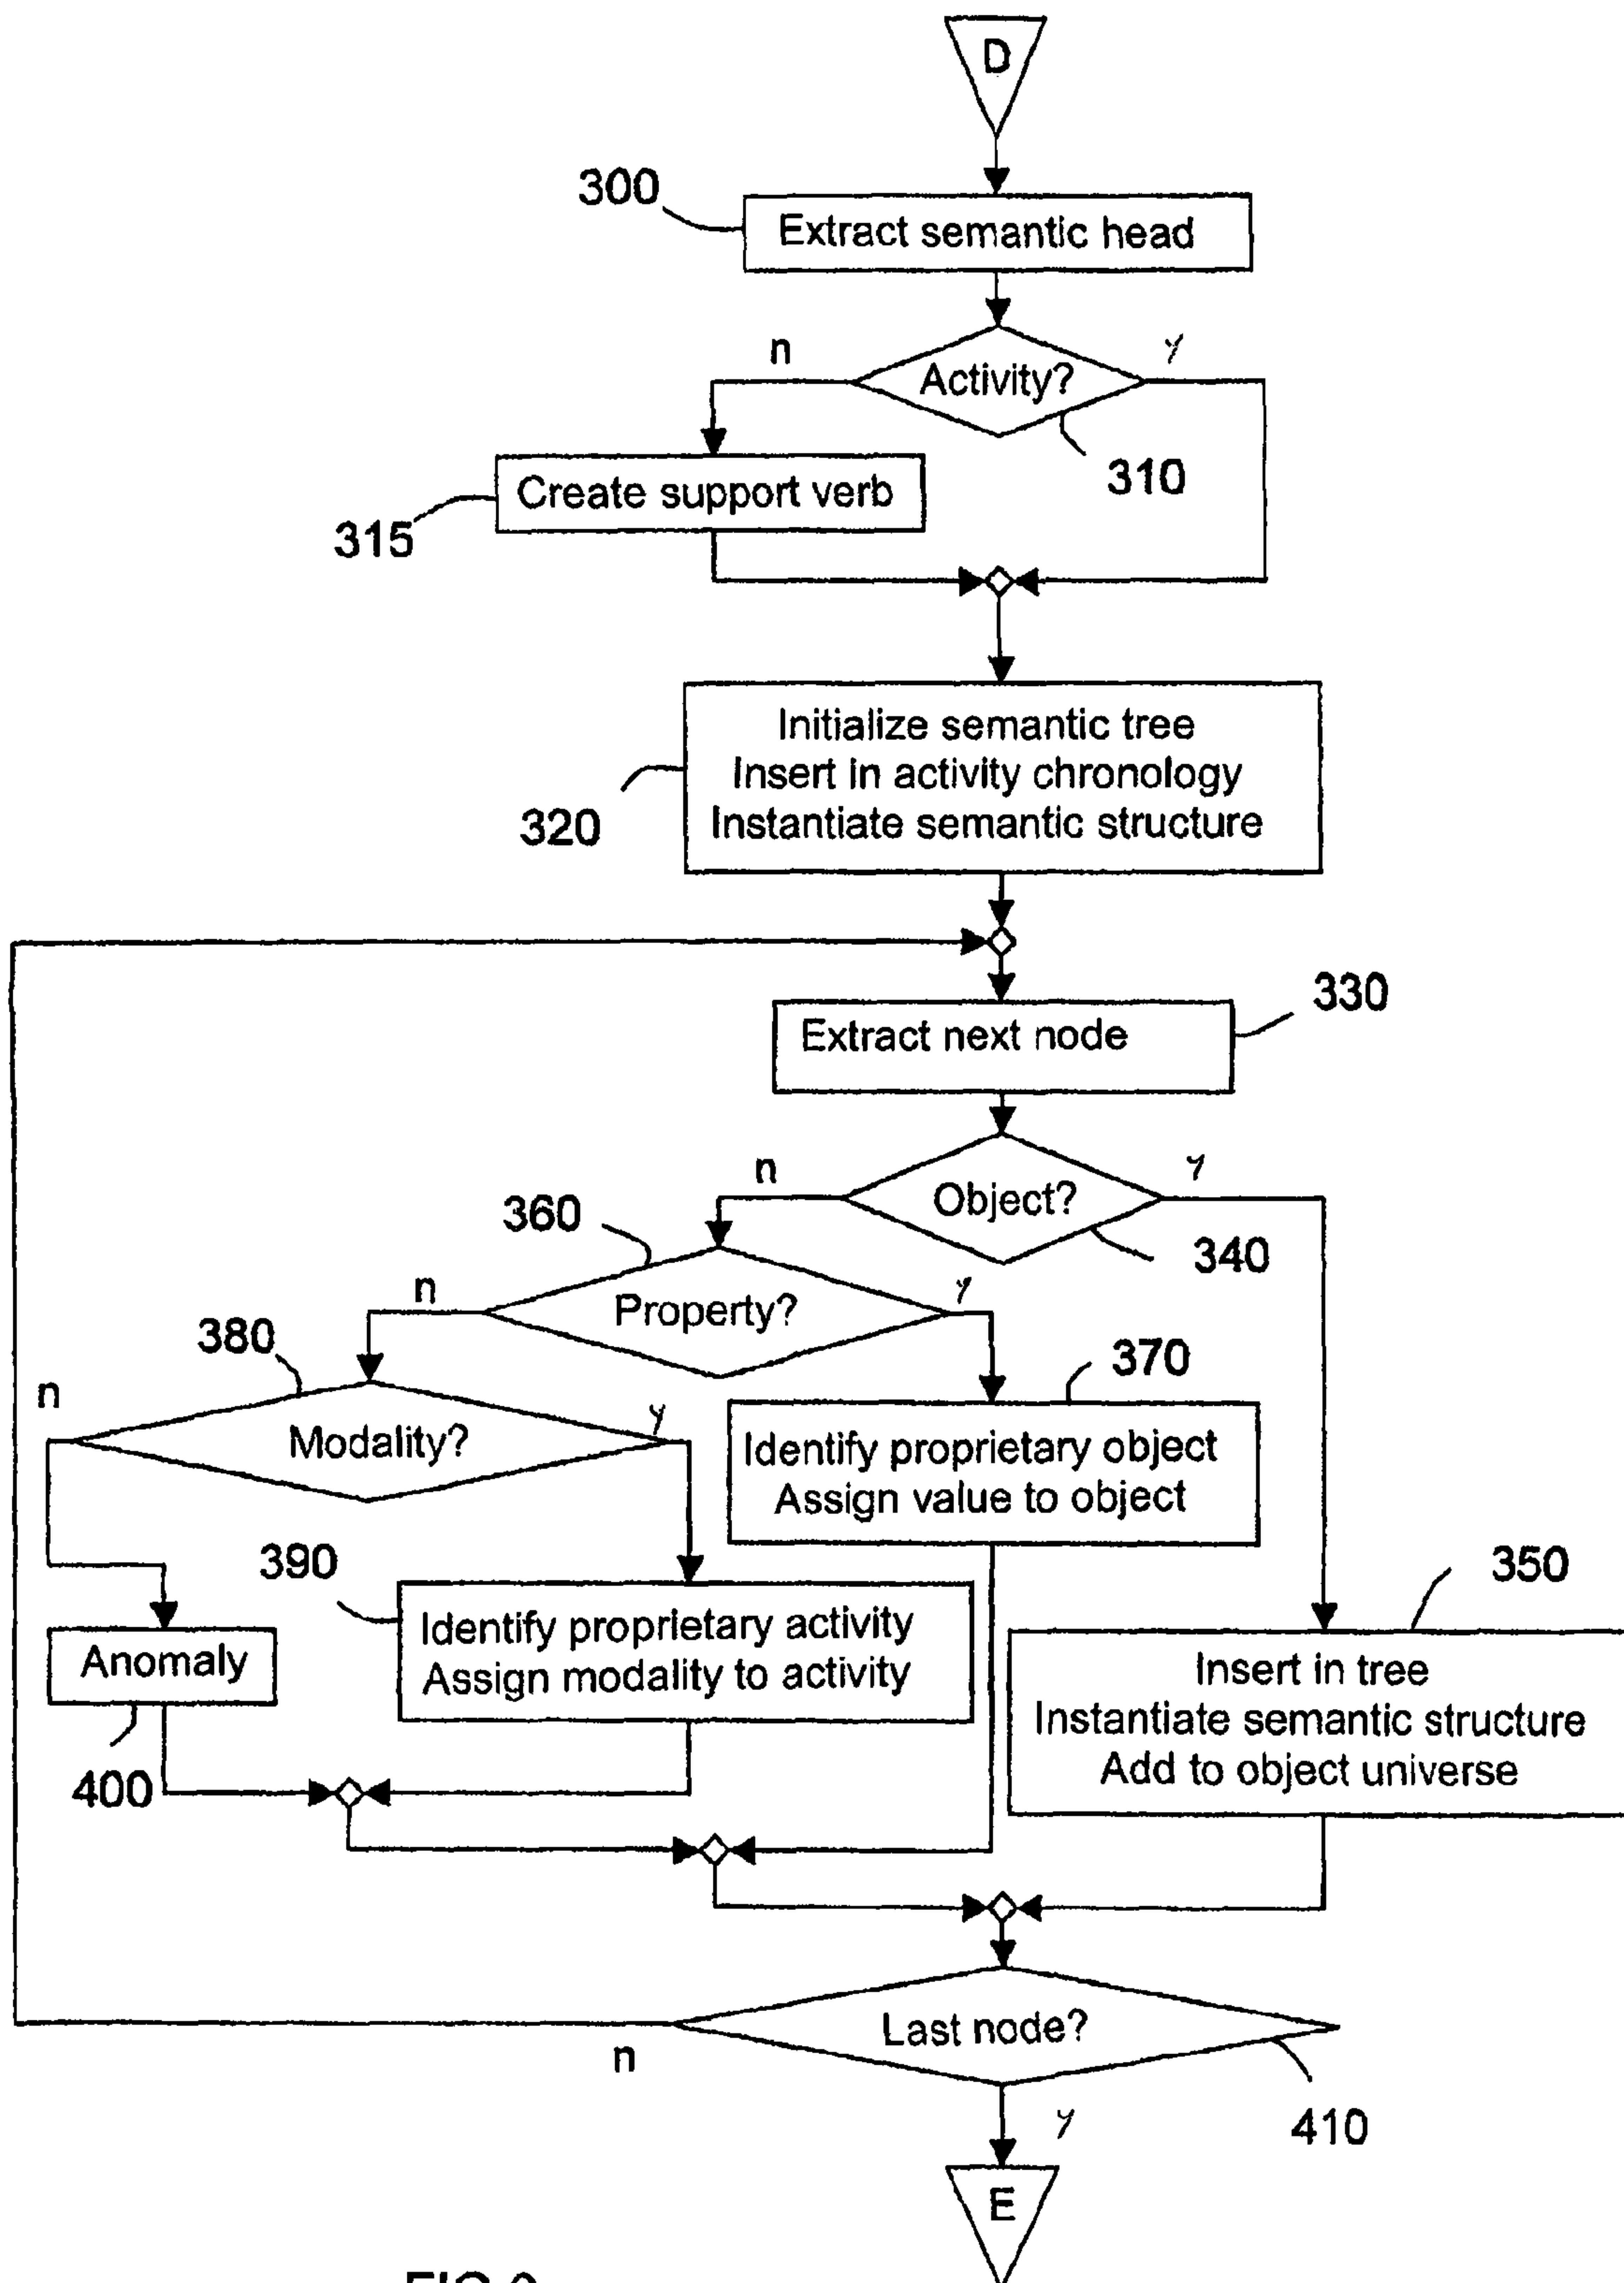 D
300
Extract semantic head
n
y
Activity?
310
Create support verb
315
Initialize semantic tree
Insert in activity chronology
Instantiate semantic structure
320
330
Extract next node
n
y
Object?
340
360
n
y
Property?
380
370
n
y
Modality?
Identify proprietary object
Assign value to object
390
350
Identify proprietary activity
Assign modality to activity
Anomaly
Insert in tree
Instantiate semantic structure
Add to object universe
400
Last node?
n
410
y
E